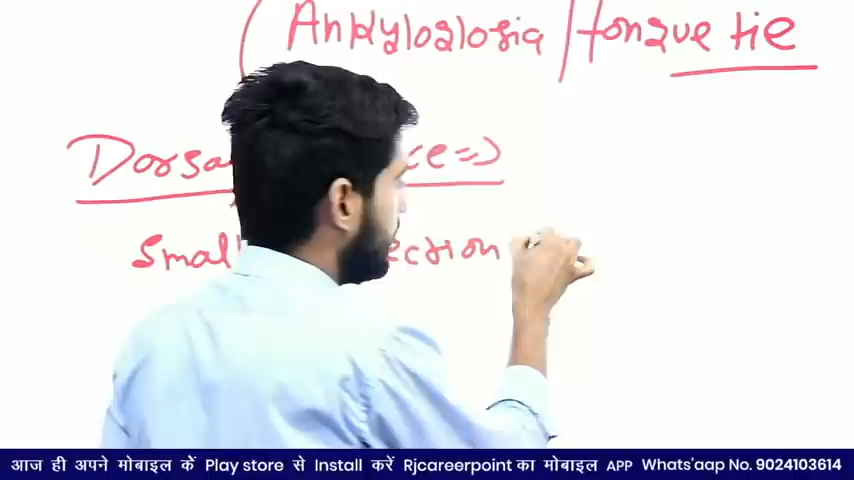 (Ankyloglosia/tongue tie
Dorsa ce=>
Small ection
आज ही अपने मोबाइल में Play store से Install करें Rjcareerpoint का मोबाइल APP Whats'aap No. 9024103614